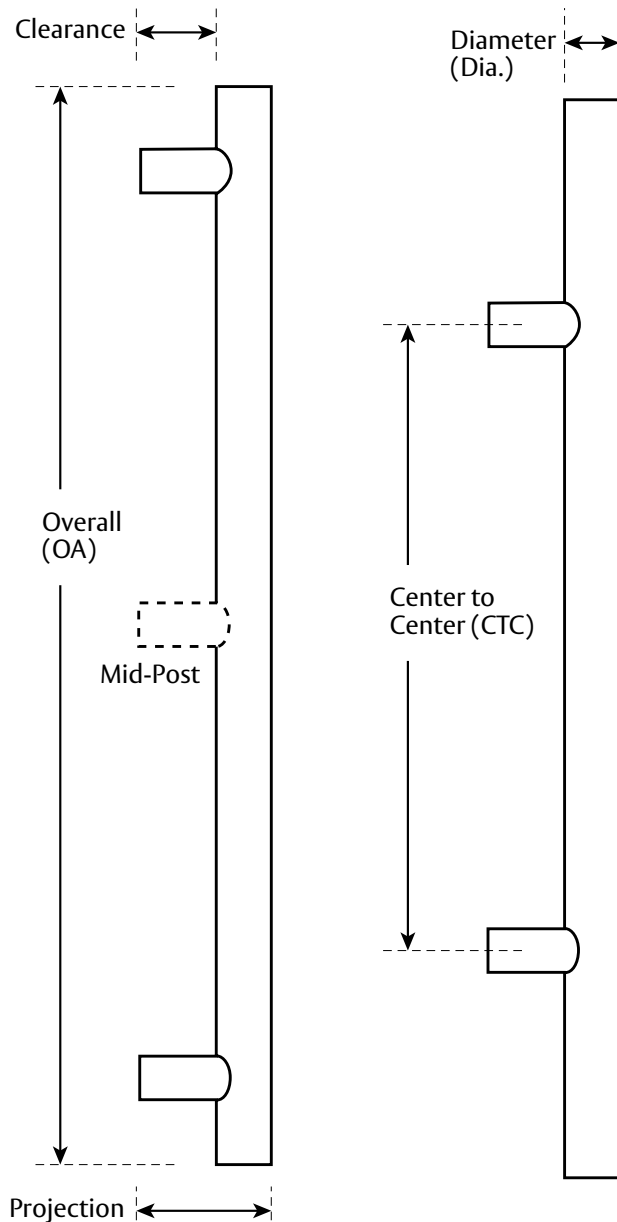 Clearance
Diameter
(Dia.)
Overall
(OA)
Center to
Center (CTC)
Mid-Post
Projection